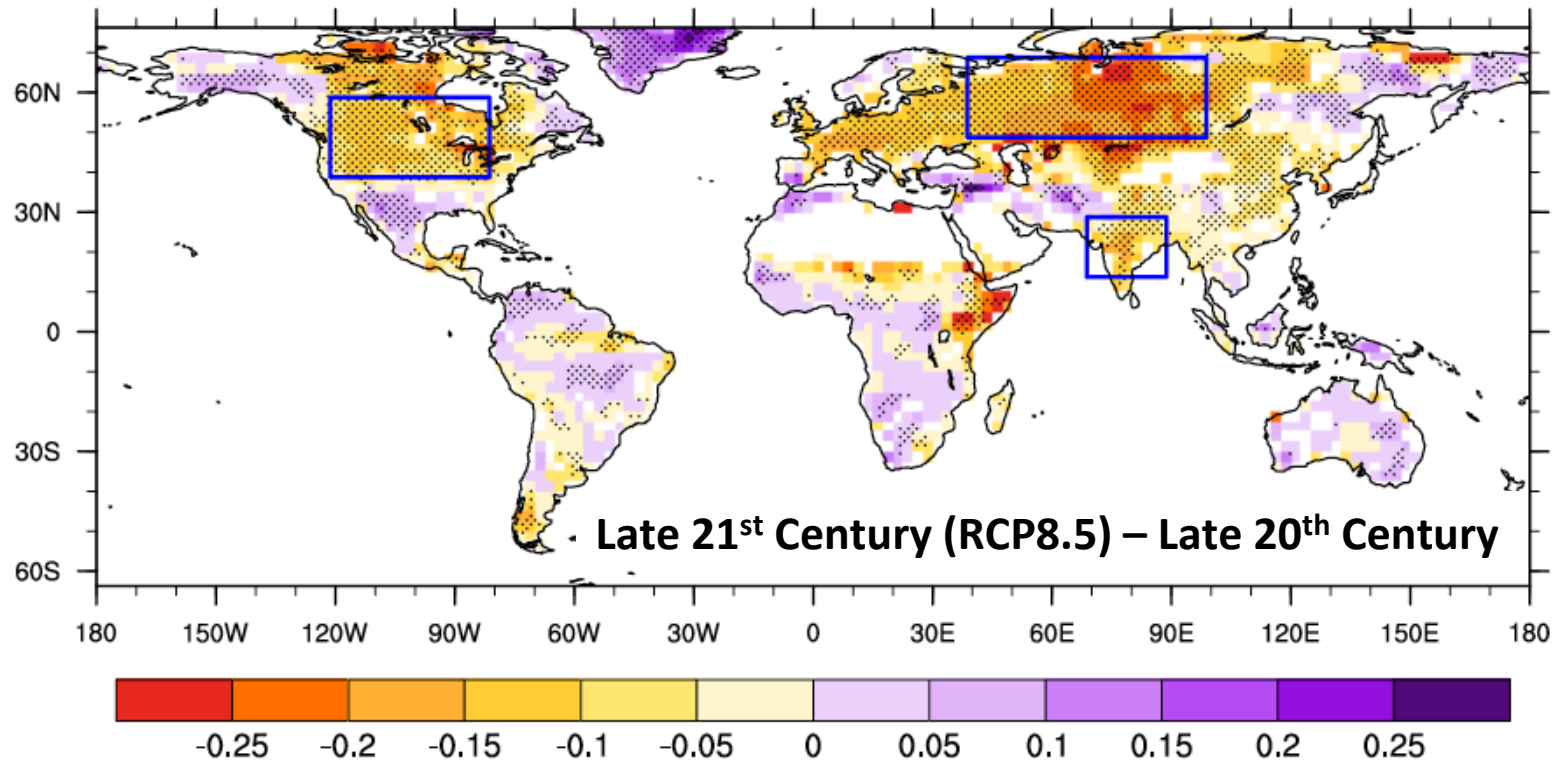 60N
30N
0
30S
60S
Late 21st Century (RCP8.5) – Late 20th Century
180 150W 120W 90W 60W 30W 0 30E 60E 90E 120E 150E 180
-0.25 -0.2 -0.15 -0.1 -0.05 0 0.05 0.1 0.15 0.2 0.25